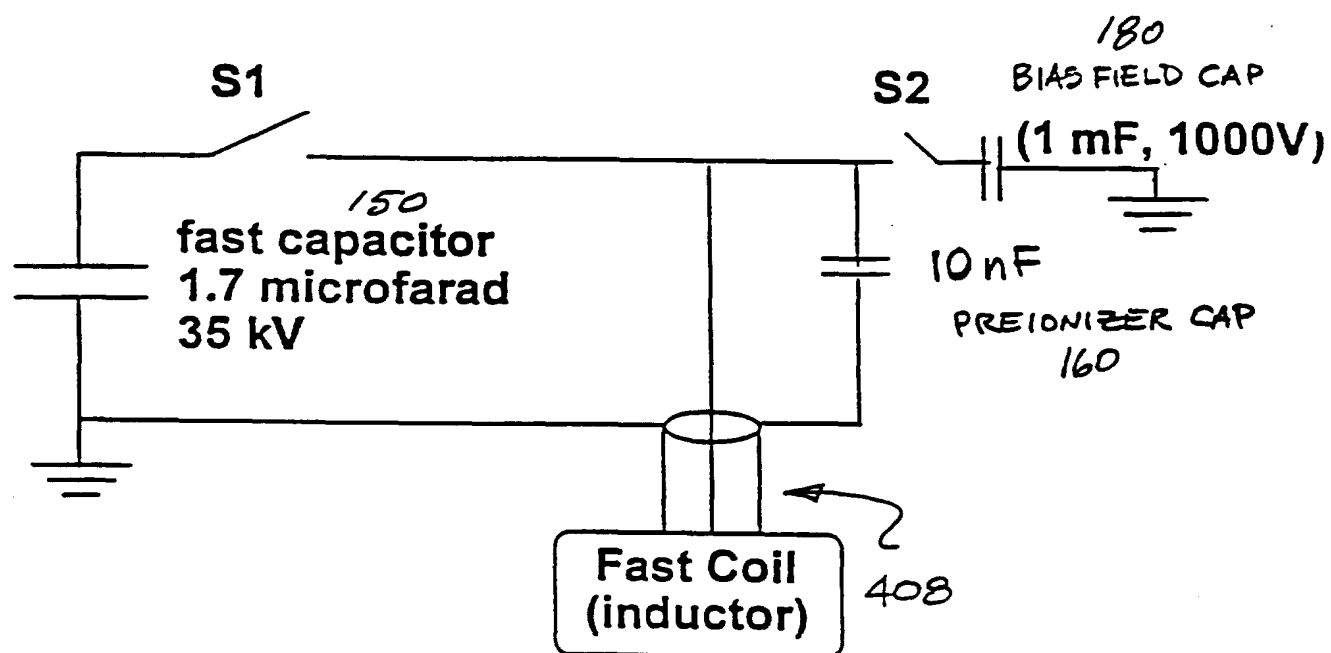 S1
150
fast capacitor
1.7 microfarad
35 kV
S2
180
BIAS FIELD CAP
(1 mF, 1000V)
10 nF
PREIONIZER CAP
160
Fast Coil
(inductor)
408